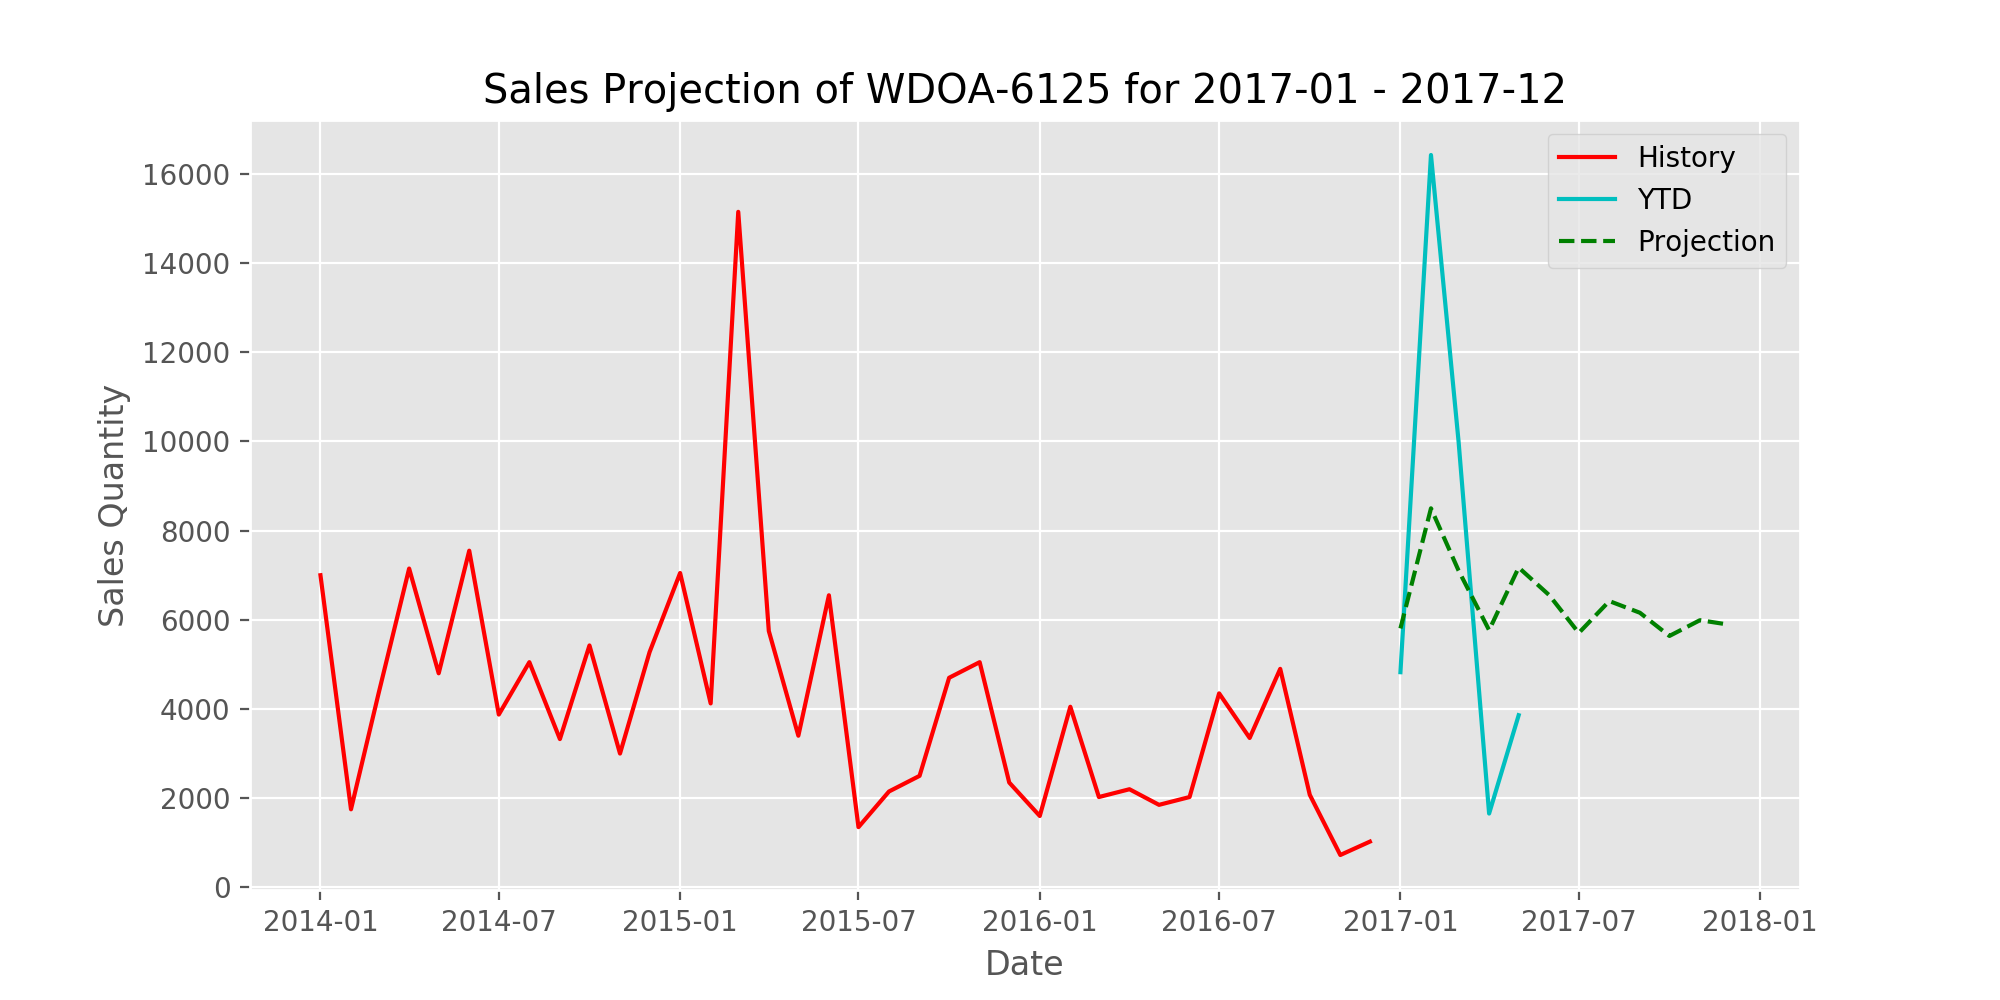 Sales Projection of WDOA-6125 for 2017-01 - 2017-12
History
YTD
Projection
Sales Quantity
16000
14000
12000
10000
8000
6000
4000
2000
0
2014-01 2014-07 2015-01 2015-07 2016-01 2016-07 2017-01 2017-07 2018-01
Date